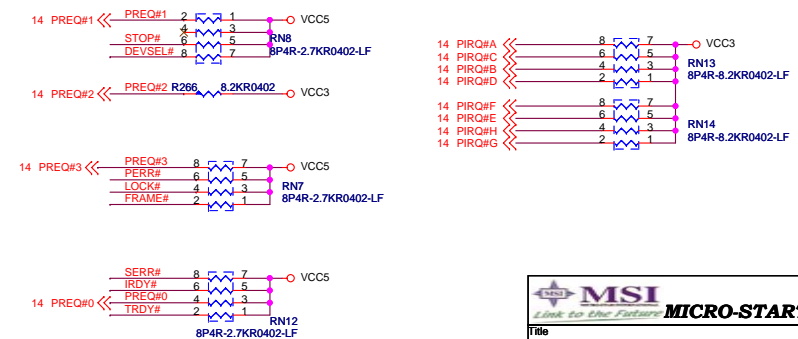 14 PREQ#1 PREQ#1 2 1 VCC5
4 3 RN8
STOP# 6 5 8P4R-2.7KR0402-LF
DEVSEL# 8 7
14 PREQ#2 PREQ#2 R266 8.2KR0402 VCC3
14 PREQ#3 PREQ#3 8 7 VCC5
PERR# 6 5
LOCK# 4 3 RN7
FRAME# 2 1 8P4R-2.7KR0402-LF
SERR# 8 7 VCC5
IRDY# 6 5
14 PREQ#0 PREQ#0 4 3
TRDY# 2 1 RN12
8P4R-2.7KR0402-LF
14 PIRQ#A 8 7 VCC3
14 PIRQ#C 6 5 RN13
14 PIRQ#B 4 3 8P4R-8.2KR0402-LF
14 PIRQ#D 2 1
14 PIRQ#F 8 7
14 PIRQ#E 6 5 RN14
14 PIRQ#H 4 3 8P4R-8.2KR0402-LF
14 PIRQ#G 2 1
MSI
Link to the Future MICRO-START
Title